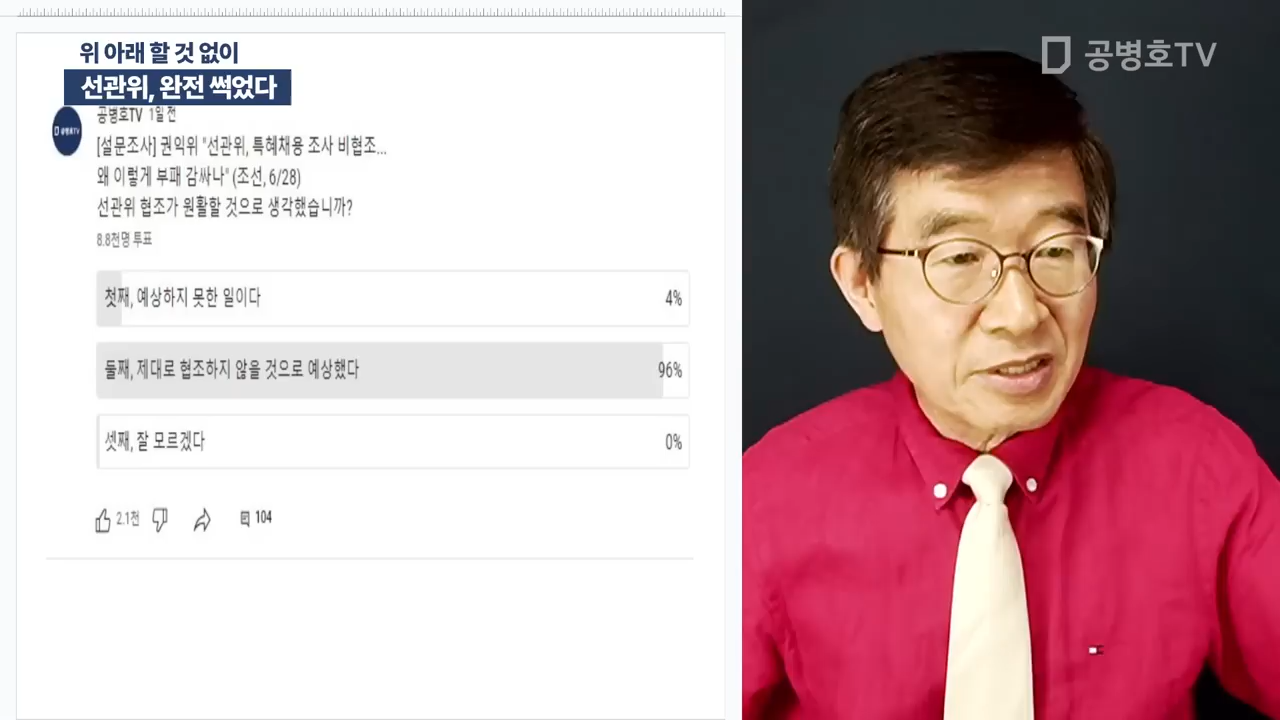 위 아래 할 것 없이
선관위, 완전 썩었다
공병호TV
공병호TV 1일 전
공병호TV
[설문조사] 권익위 "선관위, 특혜채용 조사 비협조...
왜 이렇게 부패 감싸나" (조선, 6/28)
선관위 협조가 원활할 것으로 생각했습니까?
8.8천명 투표
첫째, 예상하지 못한 일이다 4%
둘째, 제대로 협조하지 않을 것으로 예상했다 96%
셋째, 잘 모르겠다 0%
2.1천 104